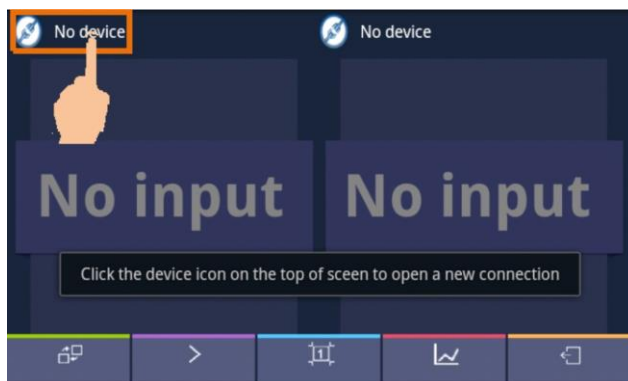 No device
No device
No input
No input
Click the device icon on the top of sceen to open a new connection
1